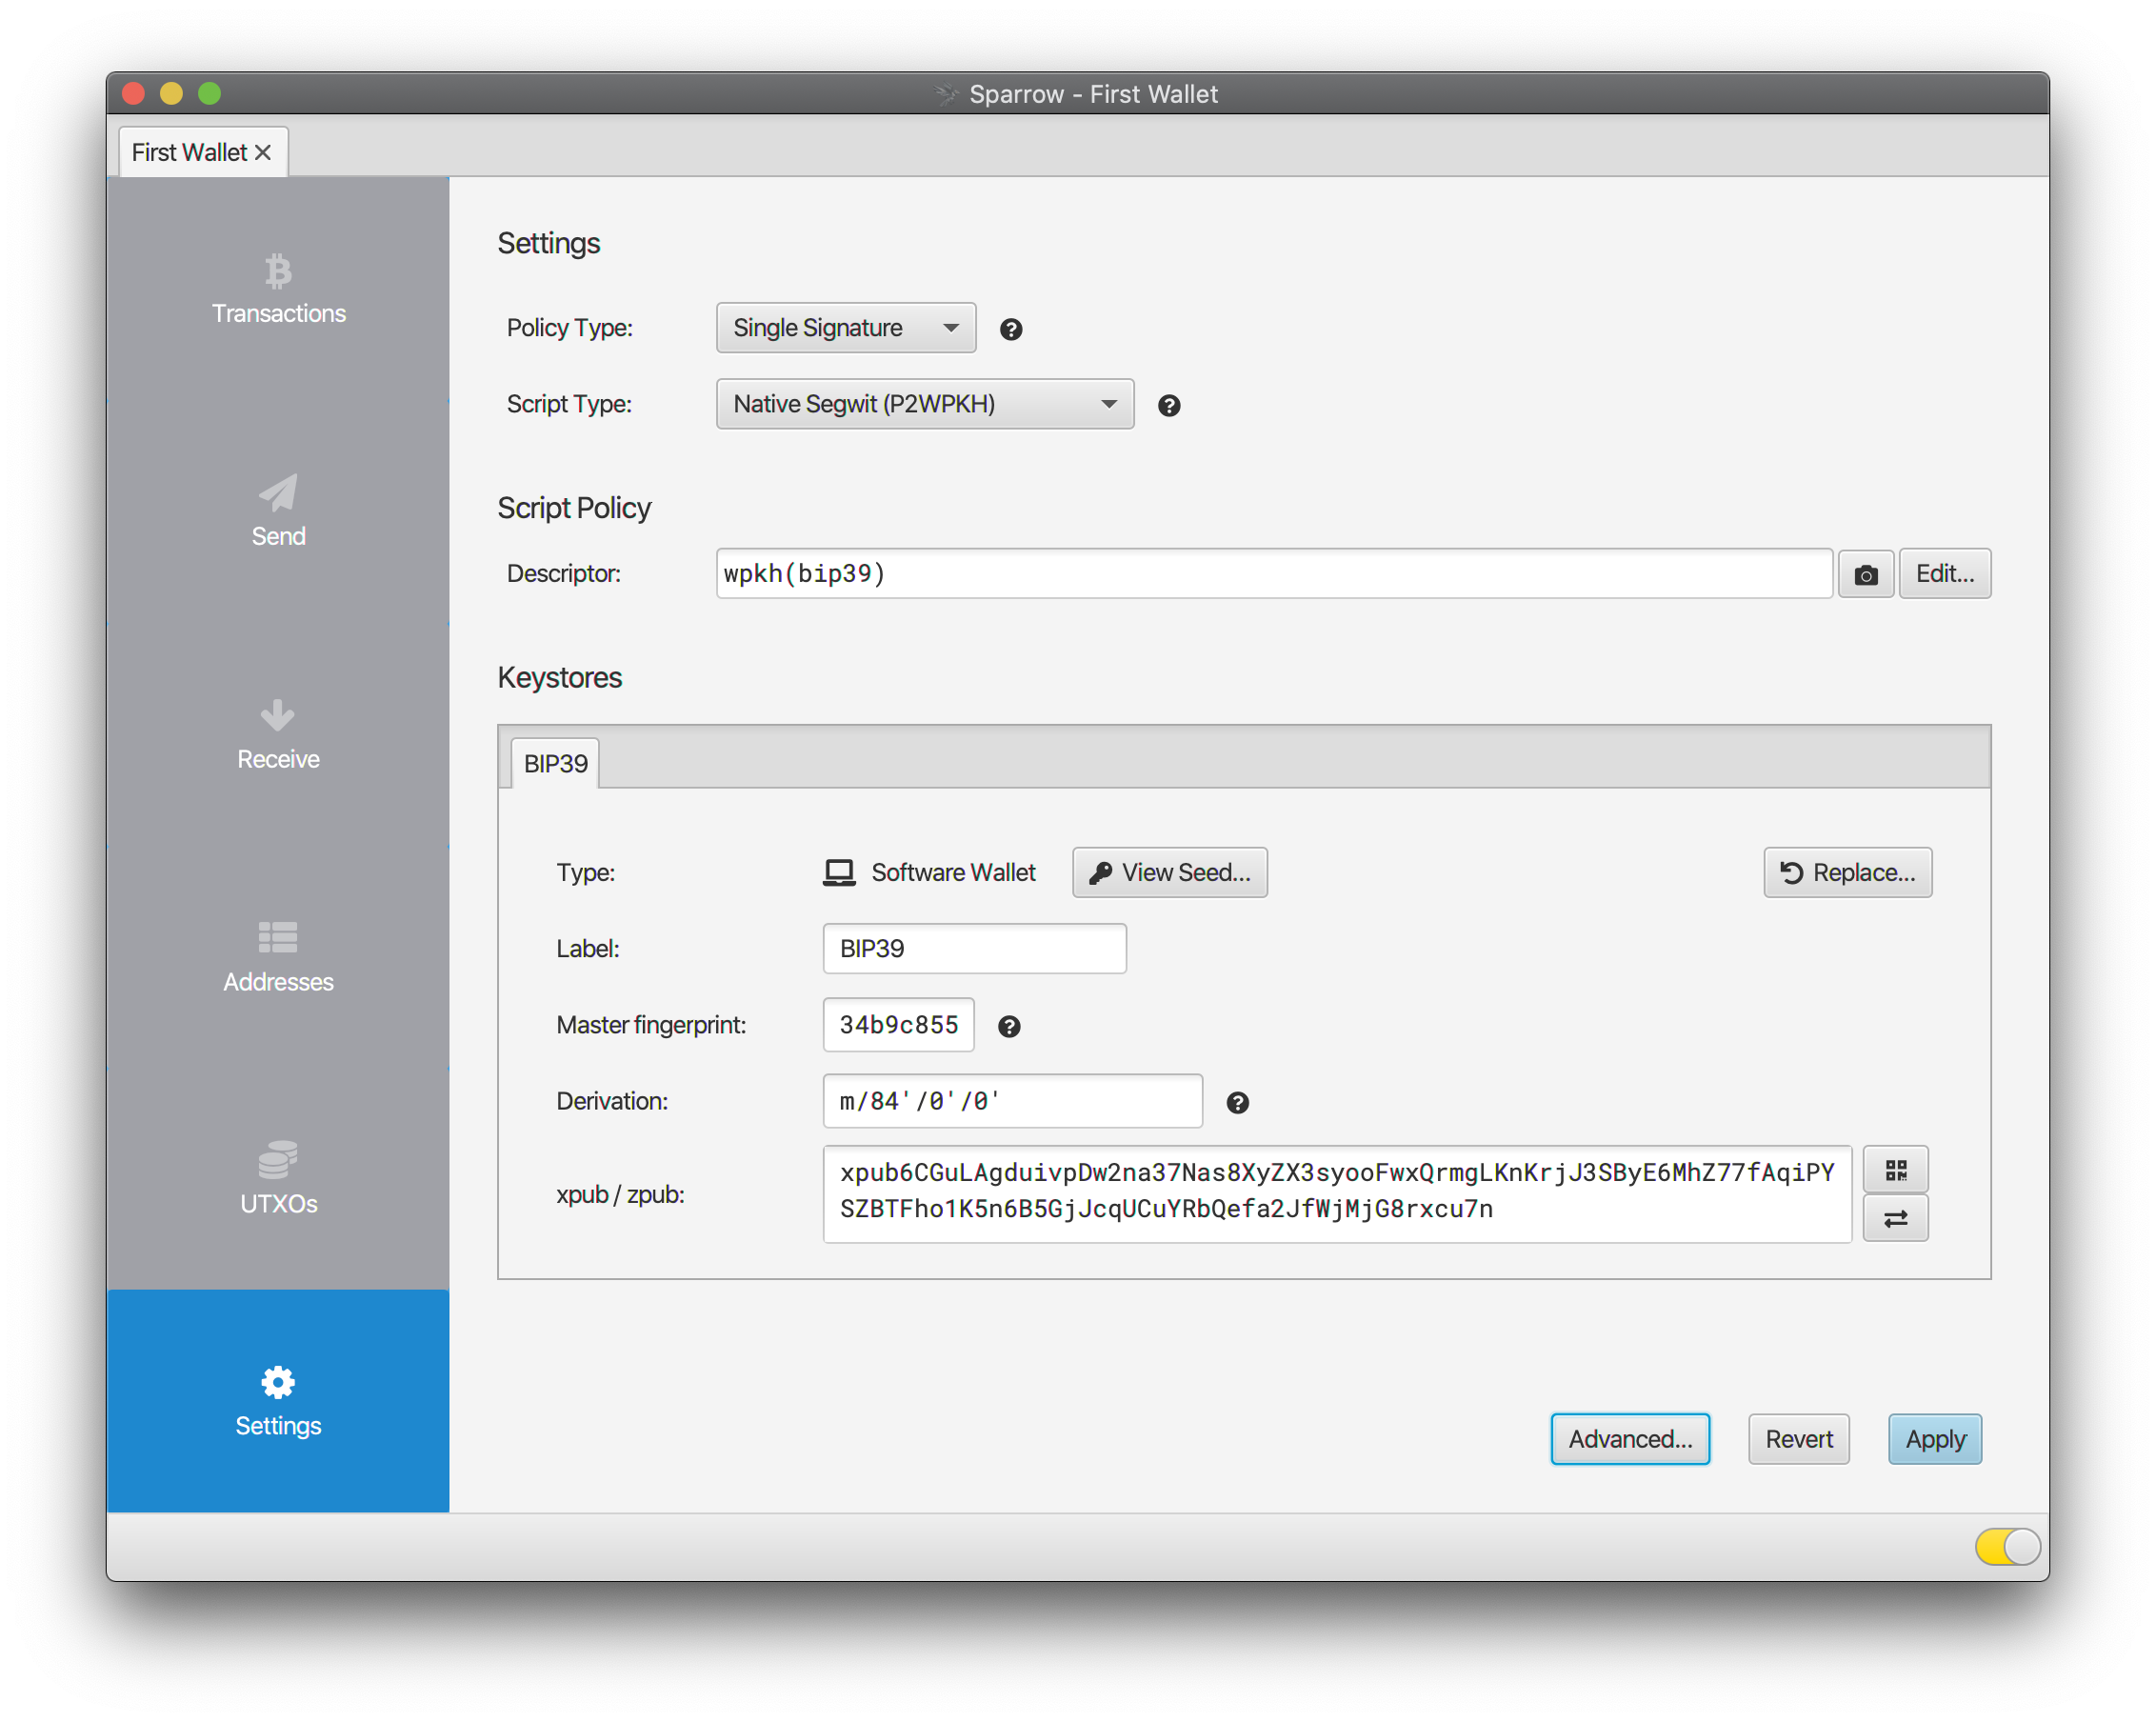 Sparrow - First Wallet
First Wallet
Transactions
Send
Receive
Addresses
UTXOs
Settings
Settings
Policy Type: Single Signature
Script Type: Native Segwit (P2WPKH)
Script Policy
Descriptor: wpkh(bip39) Edit...
Keystores
BIP39
Type: Software Wallet View Seed... Replace...
Label: BIP39
Master fingerprint: 34b9c855
Derivation: m/84'/0'/0'
xpub / zpub:
xpub6CGuLAgduivpDw2na37Nas8XyZX3syooFwxQrmgLKnKrjJ3SByE6MhZ77fAqiPY
SZBTFho1K5n6B5GjJcqUCuYRbQefa2JfWjMjG8rxcu7n
Advanced... Revert Apply